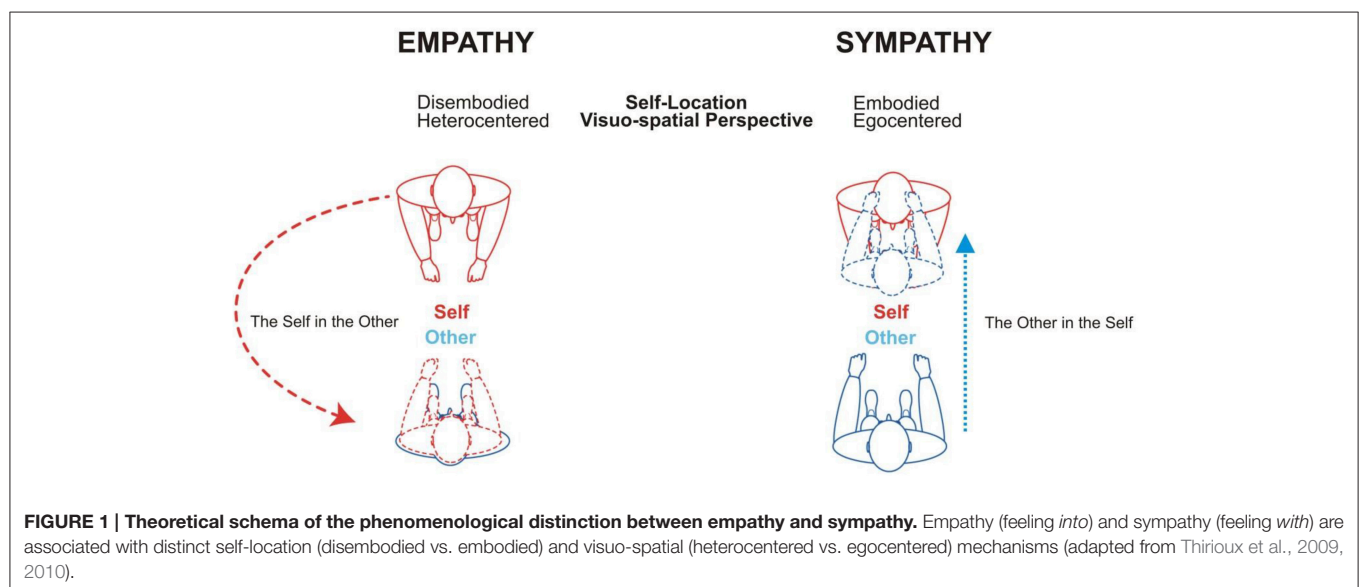 EMPATHY
SYMPATHY
Disembodied
Heterocentered
Self-Location
Visuo-spatial Perspective
Embodied
Egocentered
The Self in the Other
Self
Other
Self
Other
The Other in the Self
FIGURE 1 | Theoretical schema of the phenomenological distinction between empathy and sympathy. Empathy (feeling into) and sympathy (feeling with) are
associated with distinct self-location (disembodied vs. embodied) and visuo-spatial (heterocentered vs. egocentered) mechanisms (adapted from Thirioux et al., 2009,
2010).